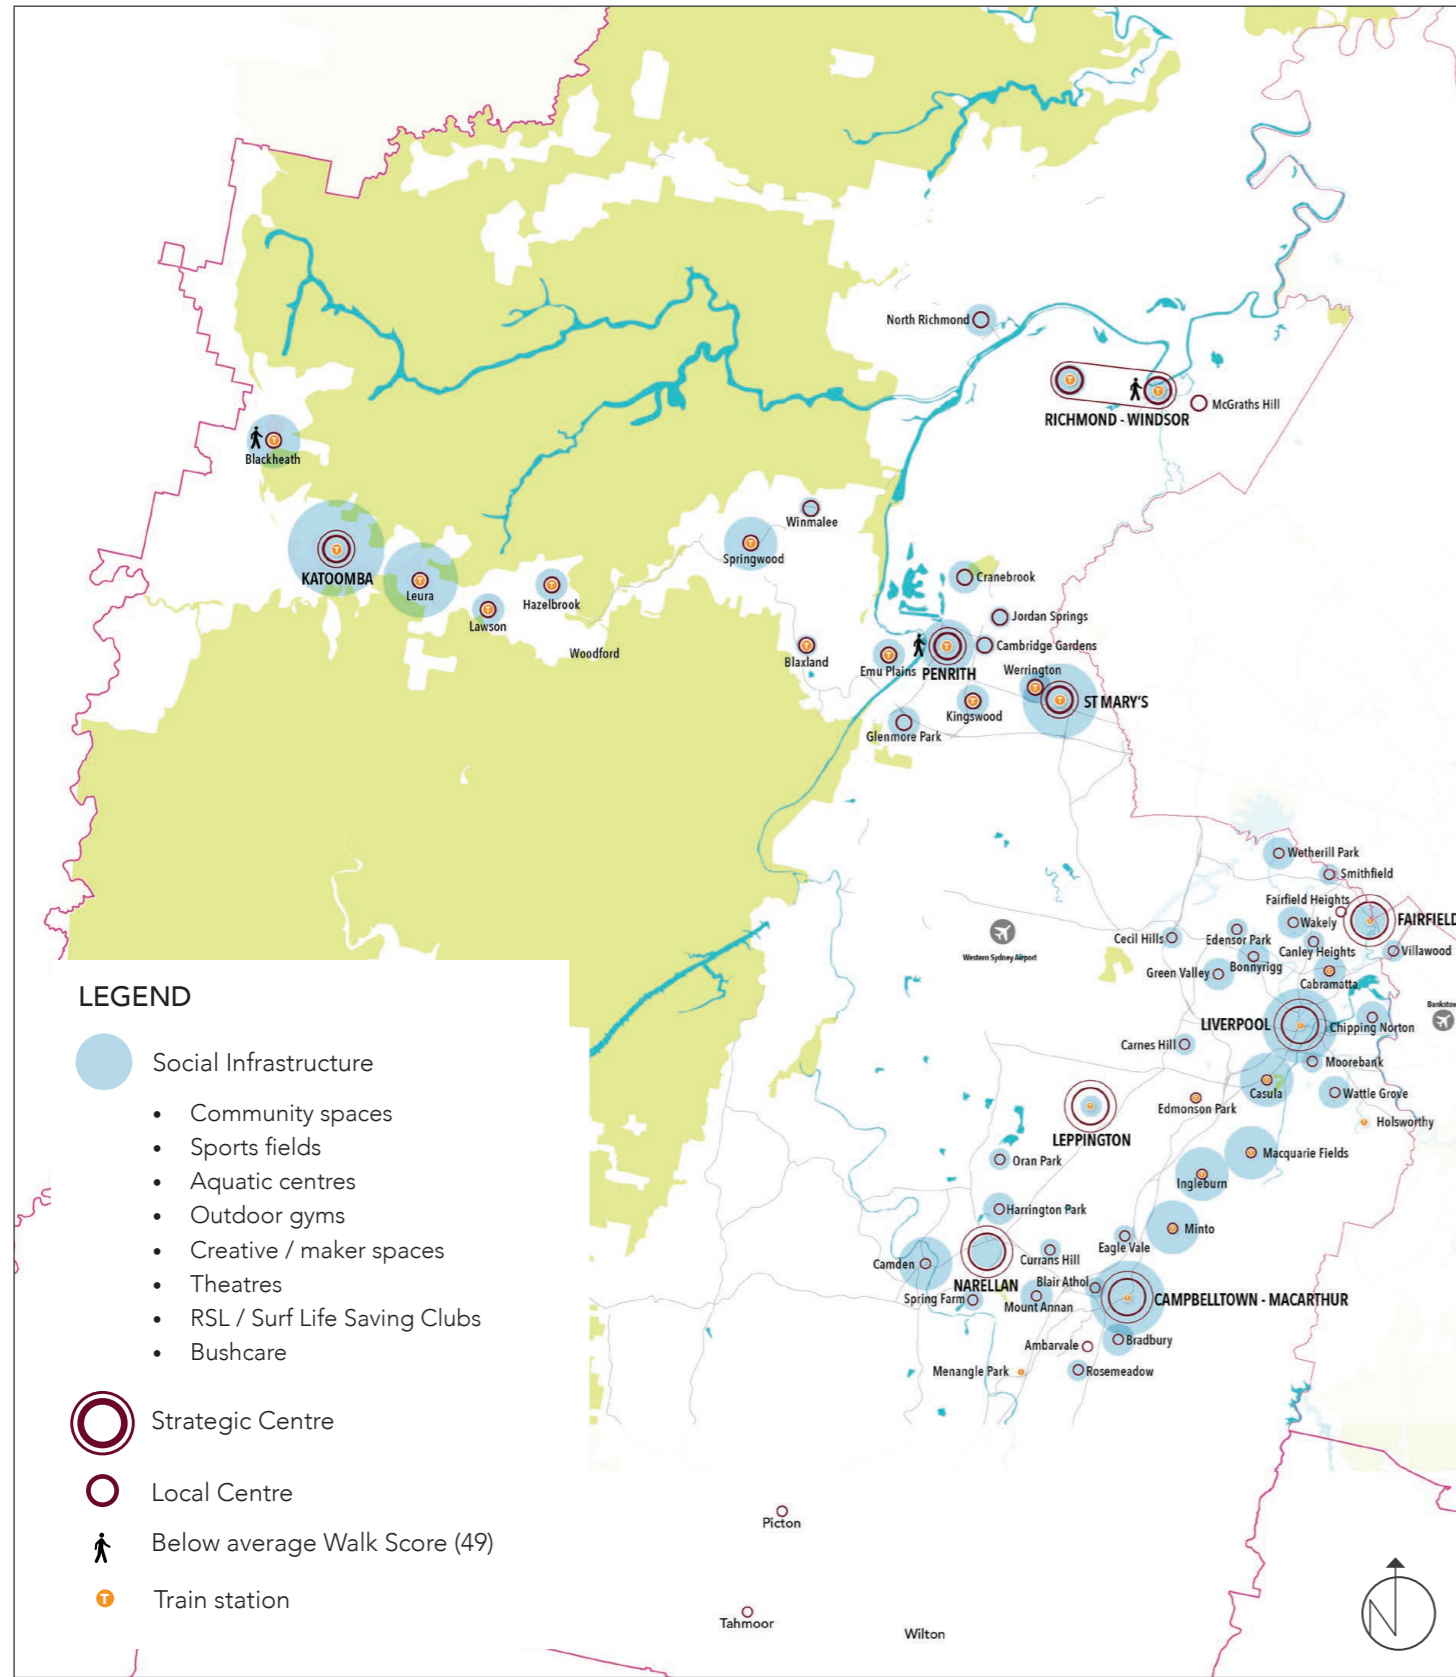 North Richmond
RICHMOND - WINDSOR
McGraths Hill
Blackheath
KATOOMBA
Leura
Lawson
Hazelbrook
Woodford
Springwood
Winmalee
Blaxland
Cranebrook
Jordan Springs
Cambridge Gardens
Emu Plains
PENRITH
Werrington
ST MARY'S
Kingswood
Glenmore Park
Wetherill Park
Smithfield
Fairfield Heights
FAIRFIELD
Wakely
Cecil Hills
Edensor Park
Canley Heights
Villawood
Green Valley
Bonnyrigg
Cabramatta
Western Sydney Airport
LIVERPOOL
Chipping Norton
Bankstow
Carnes Hill
Moorebank
Casula
Wattle Grove
Edmonson Park
Holsworthy
LEPPINGTON
Macquarie Fields
Oran Park
Ingleburn
Harrington Park
Minto
Eagle Vale
Currans Hill
Camden
NARELLAN
Blair Athol
Spring Farm
Mount Annan
CAMPBELLTOWN - MACARTHUR
Bradbury
Ambarvale
Menangle Park
Rosemeadow
Picton
Tahmoor
Wilton
LEGEND
Social Infrastructure
• Community spaces
• Sports fields
• Aquatic centres
• Outdoor gyms
• Creative / maker spaces
• Theatres
• RSL / Surf Life Saving Clubs
• Bushcare
Strategic Centre
Local Centre
Below average Walk Score (49)
T Train station
N